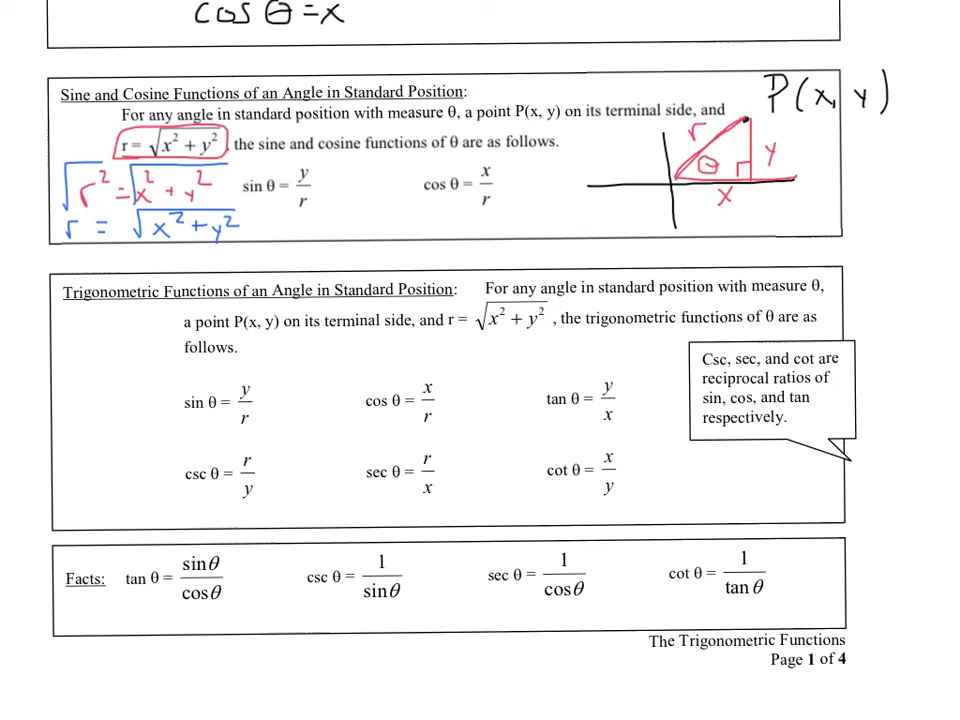 cos θ = x
Sine and Cosine Functions of an Angle in Standard Position:
For any angle in standard position with measure θ, a point P(x, y) on its terminal side, and
r = √(x² + y²), the sine and cosine functions of θ are as follows.
sin θ = y/r cos θ = x/r
√r² = √x² + y²
r = √x² + y²
P(x, y)
r
θ
y
x
Trigonometric Functions of an Angle in Standard Position: For any angle in standard position with measure θ,
a point P(x, y) on its terminal side, and r = √(x² + y²), the trigonometric functions of θ are as
follows.
sin θ = y/r cos θ = x/r tan θ = y/x
csc θ = r/y sec θ = r/x cot θ = x/y
Csc, sec, and cot are
reciprocal ratios of
sin, cos, and tan
respectively.
Facts: tan θ = sinθ/cosθ csc θ = 1/sinθ sec θ = 1/cosθ cot θ = 1/tanθ
The Trigonometric Functions
Page 1 of 4